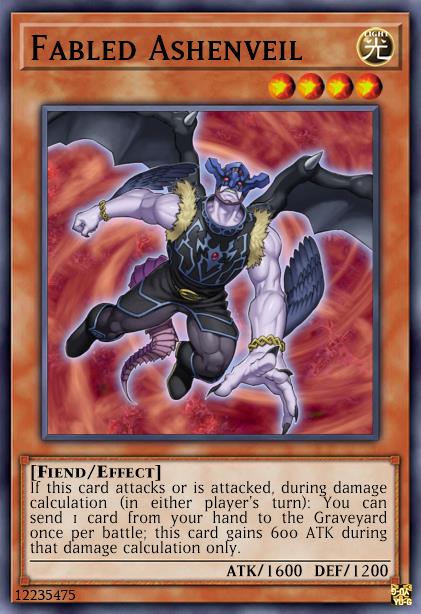 Fabled Ashenveil
LIGHT
光
[Fiend/Effect]
If this card attacks or is attacked, during damage
calculation (in either player's turn): You can
send 1 card from your hand to the Graveyard
once per battle; this card gains 600 ATK during
that damage calculation only.
ATK/1600 DEF/1200
12235475